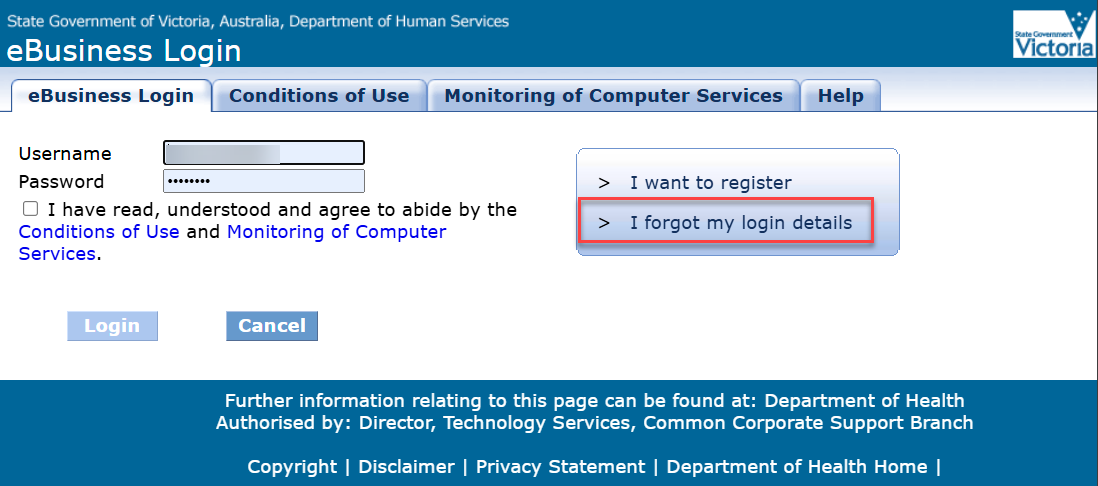 State Government of Victoria, Australia, Department of Human Services
eBusiness Login
State Government
Victoria
eBusiness Login
Conditions of Use
Monitoring of Computer Services
Help
Username
Password
I have read, understood and agree to abide by the
Conditions of Use and Monitoring of Computer
Services.
> I want to register
> I forgot my login details
Login
Cancel
Further information relating to this page can be found at: Department of Health
Authorised by: Director, Technology Services, Common Corporate Support Branch
Copyright | Disclaimer | Privacy Statement | Department of Health Home |